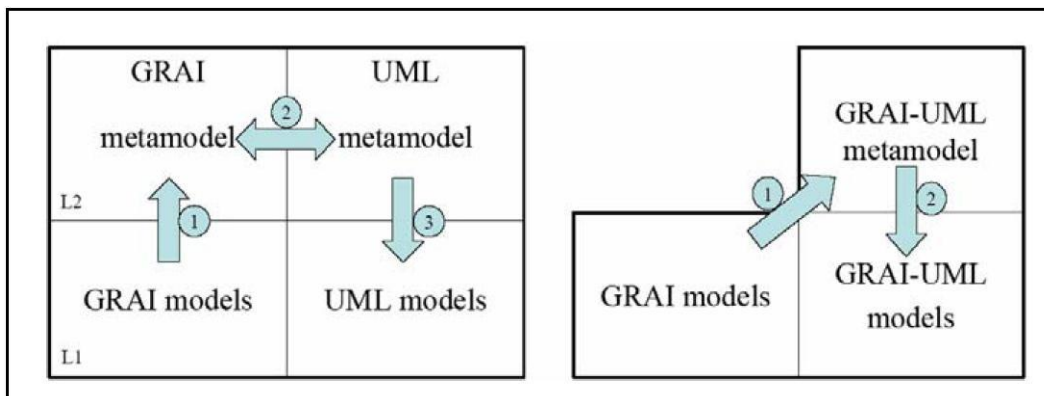 GRAI
metamodel
UML
metamodel
2
L2
1
3
GRAI models
UML models
L1
GRAI-UML
metamodel
1
2
GRAI models
GRAI-UML
models